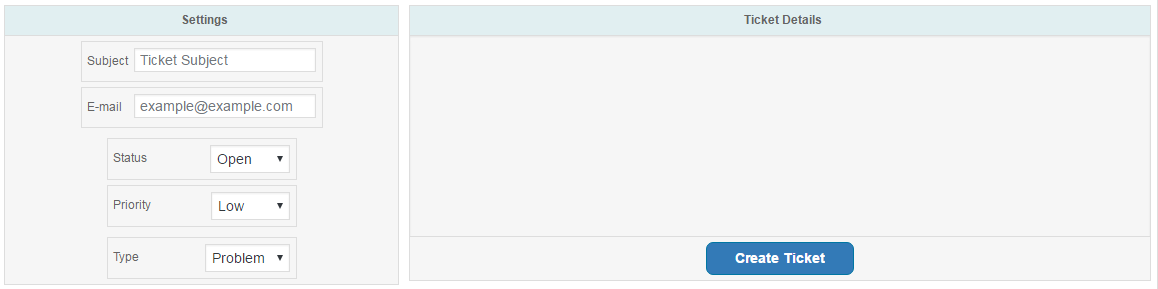 Settings
Subject Ticket Subject
E-mail example@example.com
Status Open
Priority Low
Type Problem
Ticket Details
Create Ticket